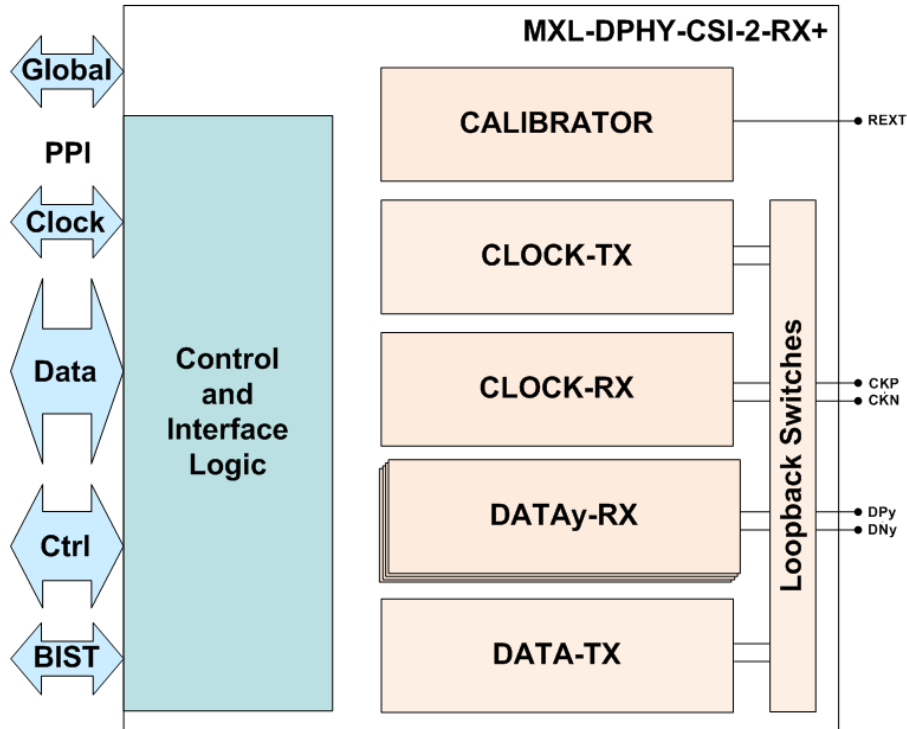 MXL-DPHY-CSI-2-RX+
Global
PPI
Clock
Data
Ctrl
BIST
Control
and
Interface
Logic
CALIBRATOR
CLOCK-TX
CLOCK-RX
DATAy-RX
DATA-TX
Loopback Switches
REXT
CKP
CKN
DPy
DNy